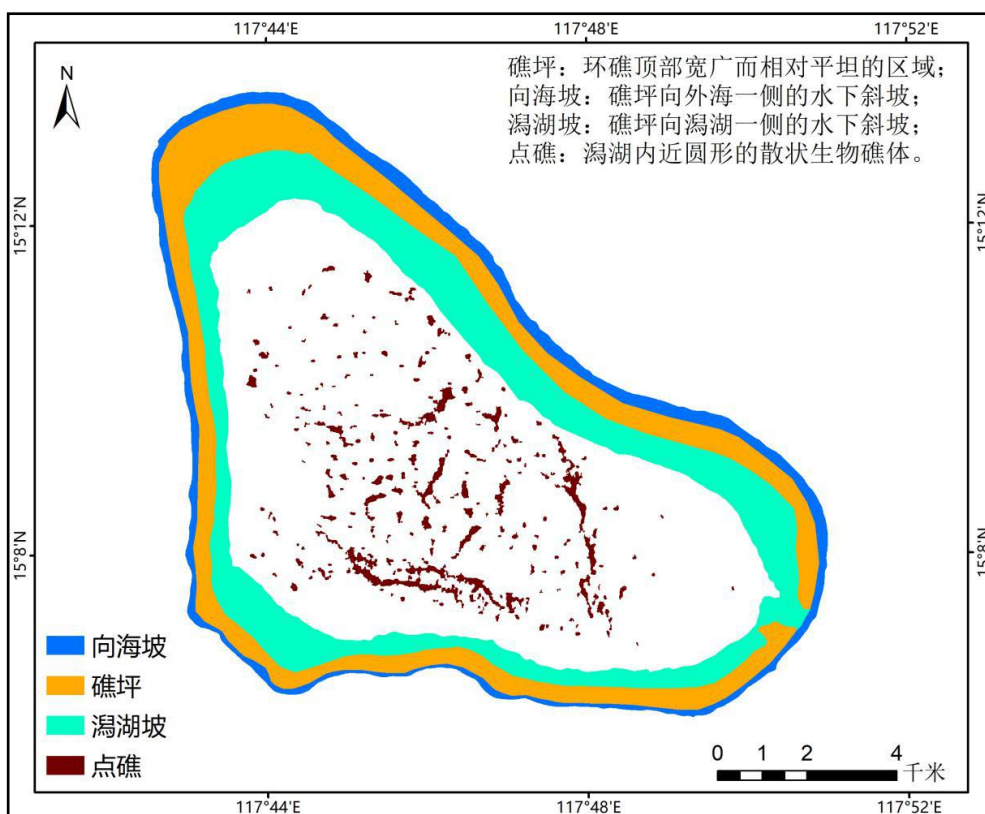 117°44'E 117°48'E 117°52'E
礁坪：环礁顶部宽广而相对平坦的区域；
向海坡：礁坪向外海一侧的水下斜坡；
潟湖坡：礁坪向潟湖一侧的水下斜坡；
点礁：潟湖内近圆形的散状生物礁体。
N
15°12'N 15°12'N
15°8'N 15°8'N
向海坡
礁坪
潟湖坡
点礁
0 1 2 4
千米
117°44'E 117°48'E 117°52'E